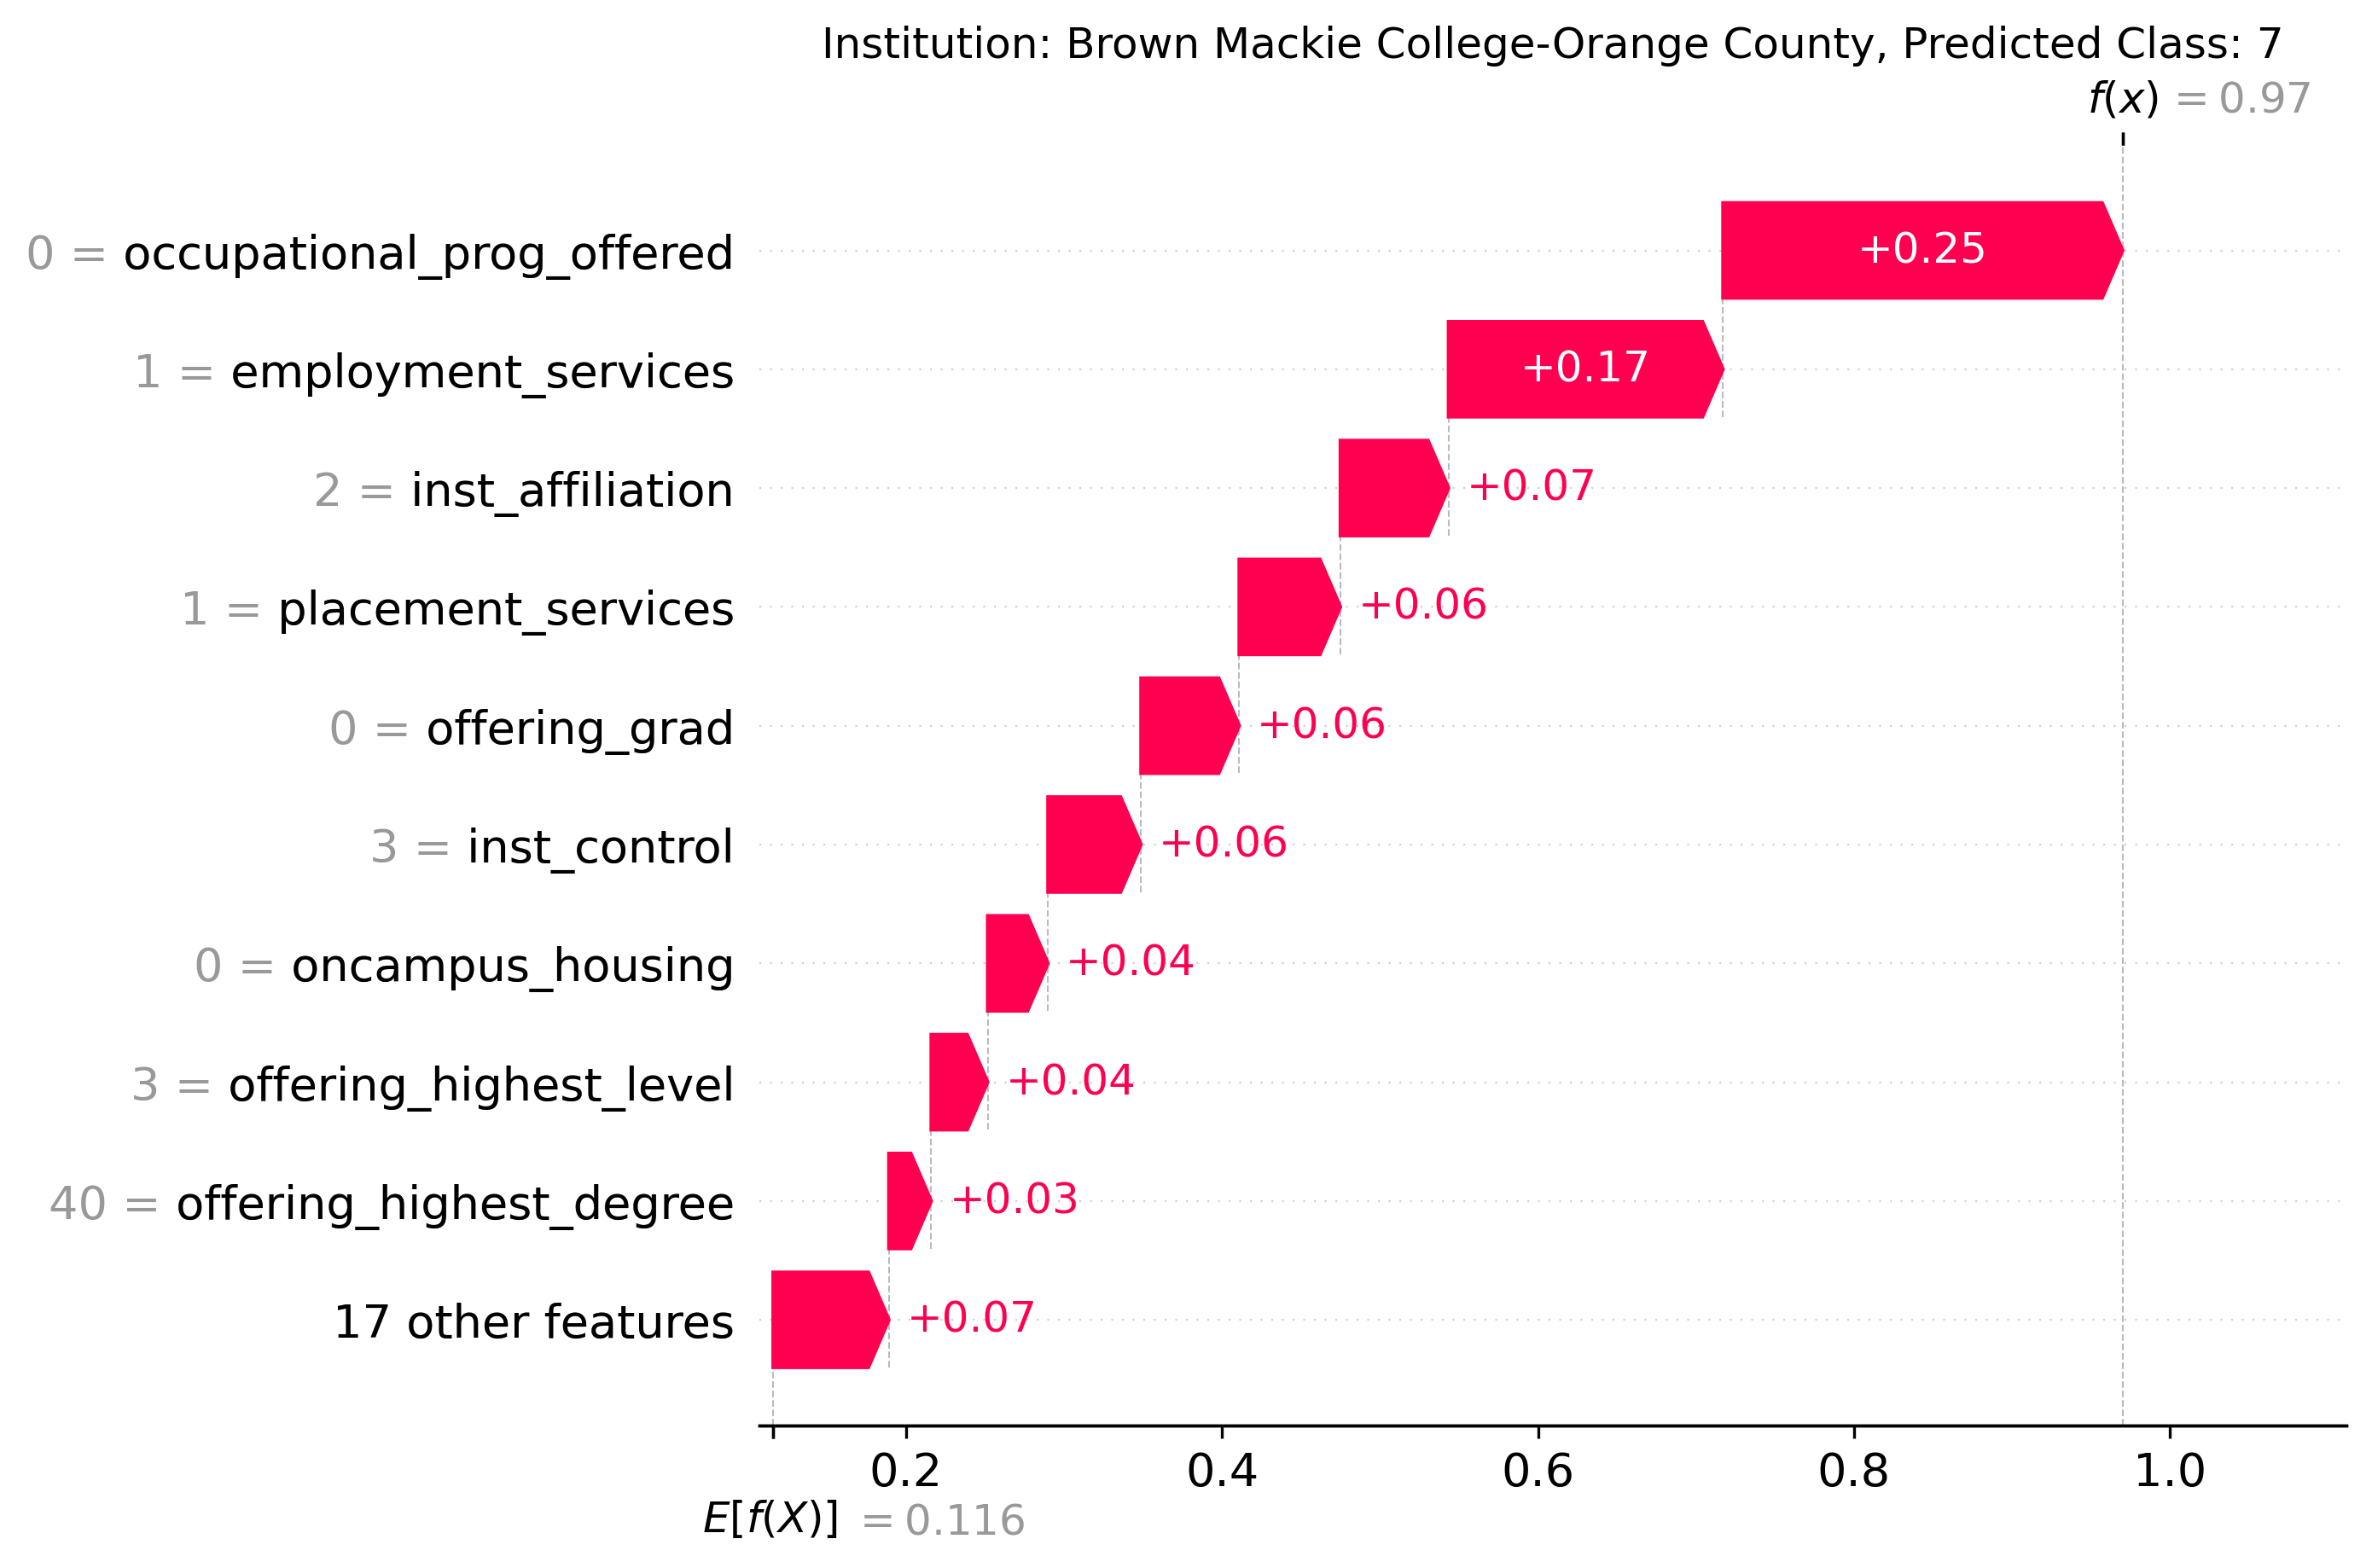 Institution: Brown Mackie College-Orange County, Predicted Class: 7
f(x) = 0.97
0 = occupational_prog_offered +0.25
1 = employment_services +0.17
2 = inst_affiliation +0.07
1 = placement_services +0.06
0 = offering_grad +0.06
3 = inst_control +0.06
0 = oncampus_housing +0.04
3 = offering_highest_level +0.04
40 = offering_highest_degree +0.03
17 other features +0.07
0.2 0.4 0.6 0.8 1.0
E[f(X)] = 0.116